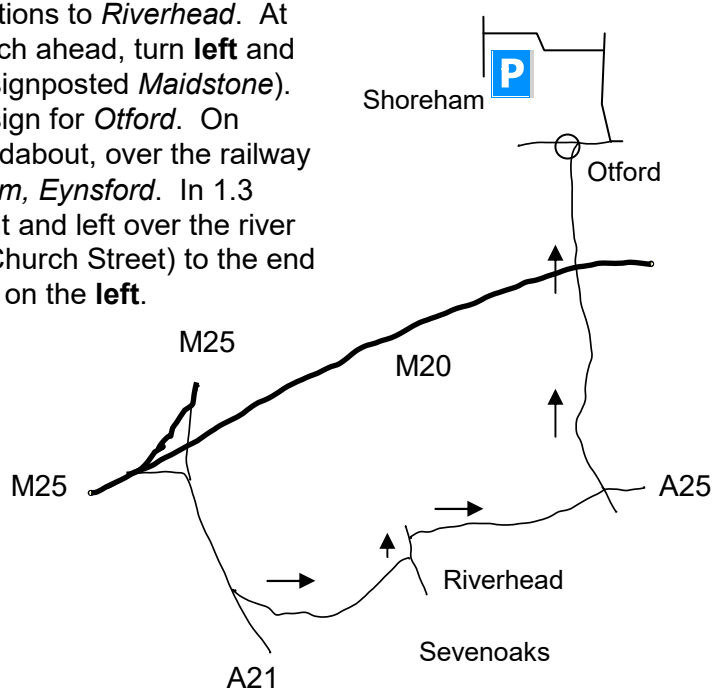 tions to Riverhead. At
ch ahead, turn left and
signposted Maidstone).
sign for Otford. On
dabout, over the railway
m, Eynsford. In 1.3
t and left over the river
Church Street) to the end
on the left.
P
Shoreham
Otford
M25
M20
M25
A25
Riverhead
Sevenoaks
A21